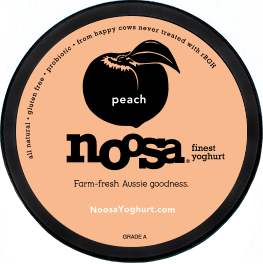 all natural • gluten free • probiotic • from happy cows never treated with rBGH
peach
noosa® finest
yoghurt
Farm-fresh Aussie goodness.
NoosaYoghurt.com
GRADE A